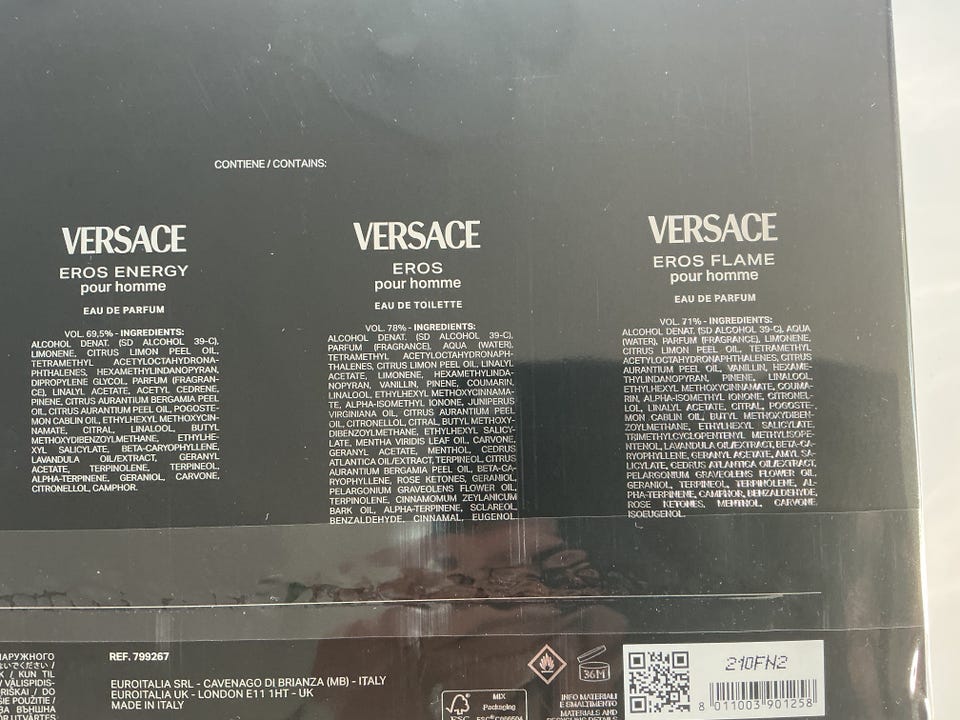 CONTIENE / CONTAINS:
VERSACE
EROS ENERGY
pour homme
EAU DE PARFUM
VOL. 69,5% - INGREDIENTS:
ALCOHOL DENAT. (SD ALCOHOL 39-C),
LIMONENE, CITRUS LIMON PEEL OIL,
TETRAMETHYL ACETYLOCTAHYDRONA-
PHTHALENES, HEXAMETHYLINDANOPYRAN,
DIPROPYLENE GLYCOL, PARFUM (FRAGRAN-
CE), LINALYL ACETATE, ACETYL CEDRENE,
PINENE, CITRUS AURANTIUM BERGAMIA PEEL
OIL, CITRUS AURANTIUM PEEL OIL, POGOSTE-
MON CABLIN OIL, ETHYLHEXYL METHOXYCIN-
NAMATE, CITRAL, LINALOOL, BUTYL
METHOXYDIBENZOYLMETHANE, ETHYLHE-
XYL SALICYLATE, BETA-CARYOPHYLLENE,
LAVANDULA OIL/EXTRACT, GERANYL
ACETATE, TERPINOLENE, TERPINEOL,
ALPHA-TERPINENE, GERANIOL, CARVONE,
CITRONELLOL, CAMPHOR.
VERSACE
EROS
pour homme
EAU DE TOILETTE
VOL. 78% - INGREDIENTS:
ALCOHOL DENAT. (SD ALCOHOL 39-C),
PARFUM (FRAGRANCE), AQUA (WATER),
TETRAMETHYL ACETYLOCTAHYDRONAPH-
THALENES, CITRUS LIMON PEEL OIL, LINALYL
ACETATE, LIMONENE, HEXAMETHYLINDA-
NOPYRAN, VANILLIN, PINENE, COUMARIN,
LINALOOL, ETHYLHEXYL METHOXYCINNAMA-
TE, ALPHA-ISOMETHYL IONONE, JUNIPERUS
VIRGINIANA OIL, CITRUS AURANTIUM PEEL
OIL, CITRONELLOL, CITRAL, BUTYL METHOXY-
DIBENZOYLMETHANE, ETHYLHEXYL SALICY-
LATE, MENTHA VIRIDIS LEAF OIL, CARVONE,
GERANYL ACETATE, MENTHOL, CEDRUS
ATLANTICA OIL/EXTRACT, TERPINEOL, CITRUS
AURANTIUM BERGAMIA PEEL OIL, BETA-CA-
RYOPHYLLENE, ROSE KETONES, GERANIOL,
PELARGONIUM GRAVEOLENS FLOWER OIL,
TERPINOLENE, CINNAMOMUM ZEYLANICUM
BARK OIL, ALPHA-TERPINENE, SCLAREOL,
BENZALDEHYDE, CINNAMAL, EUGENOL
VERSACE
EROS FLAME
pour homme
EAU DE PARFUM
VOL. 71% - INGREDIENTS:
ALCOHOL DENAT. (SD ALCOHOL 39-C), AQUA
(WATER), PARFUM (FRAGRANCE), LIMONENE,
CITRUS LIMON PEEL OIL, TETRAMETHYL
ACETYLOCTAHYDRONAPHTHALENES, CITRUS
AURANTIUM PEEL OIL, VANILLIN, HEXAME-
THYLINDANOPYRAN, PINENE, LINALOOL,
ETHYLHEXYL METHOXYCINNAMATE, COUMA-
RIN, ALPHA-ISOMETHYL IONONE, CITRONEL-
LOL, LINALYL ACETATE, CITRAL, POGOSTE-
MON CABLIN OIL, BUTYL METHOXYDIBEN-
ZOYLMETHANE, ETHYLHEXYL SALICYLATE,
TRIMETHYLCYCLOPENTENYL METHYLISOPE-
NTENOL, LAVANDULA OIL/EXTRACT, BETA-CA-
RYOPHYLLENE, GERANYL ACETATE, AMYL SA-
LICYLATE, CEDRUS ATLANTICA OIL/EXTRACT,
PELARGONIUM GRAVEOLENS FLOWER OIL,
GERANIOL, TERPINEOL, TERPINOLENE, AL-
PHA-TERPINENE, CAMPHOR, BENZALDEHYDE,
ROSE KETONES, MENTHOL, CARVONE,
ISOEUGENOL.
REF. 799267
EUROITALIA SRL - CAVENAGO DI BRIANZA (MB) - ITALY
EUROITALIA UK - LONDON E11 1HT - UK
MADE IN ITALY
FSC
MIX
Packaging
36M
INFO MATERIALI
E SMALTIMENTO
MATERIALS AND
RECYCLING DETAILS
210FN2
8 011003 901258